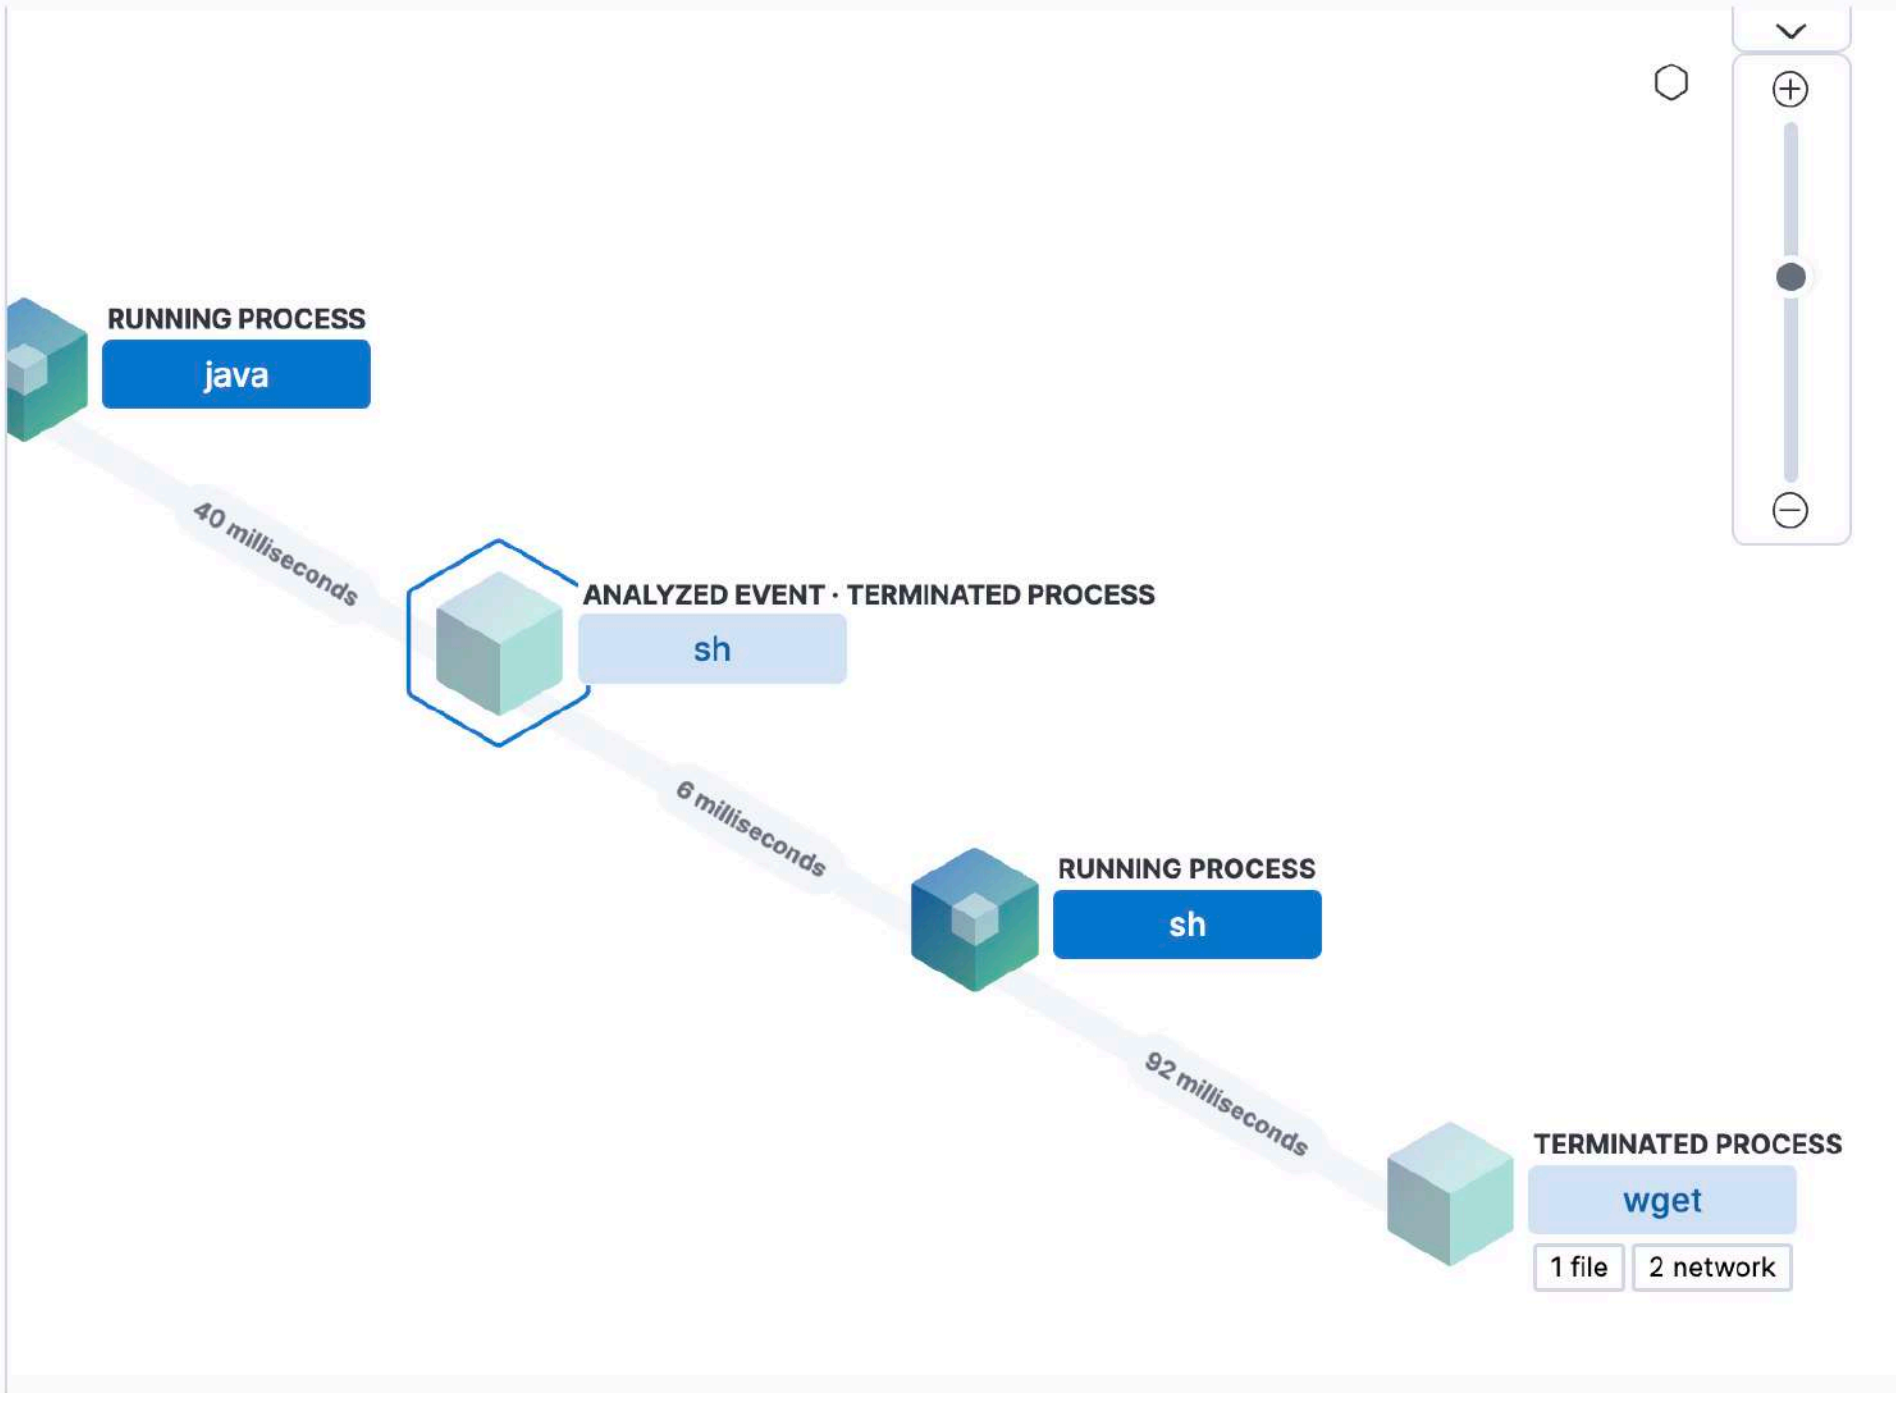 RUNNING PROCESS
java
40 milliseconds
ANALYZED EVENT · TERMINATED PROCESS
sh
6 milliseconds
RUNNING PROCESS
sh
92 milliseconds
TERMINATED PROCESS
wget
1 file
2 network